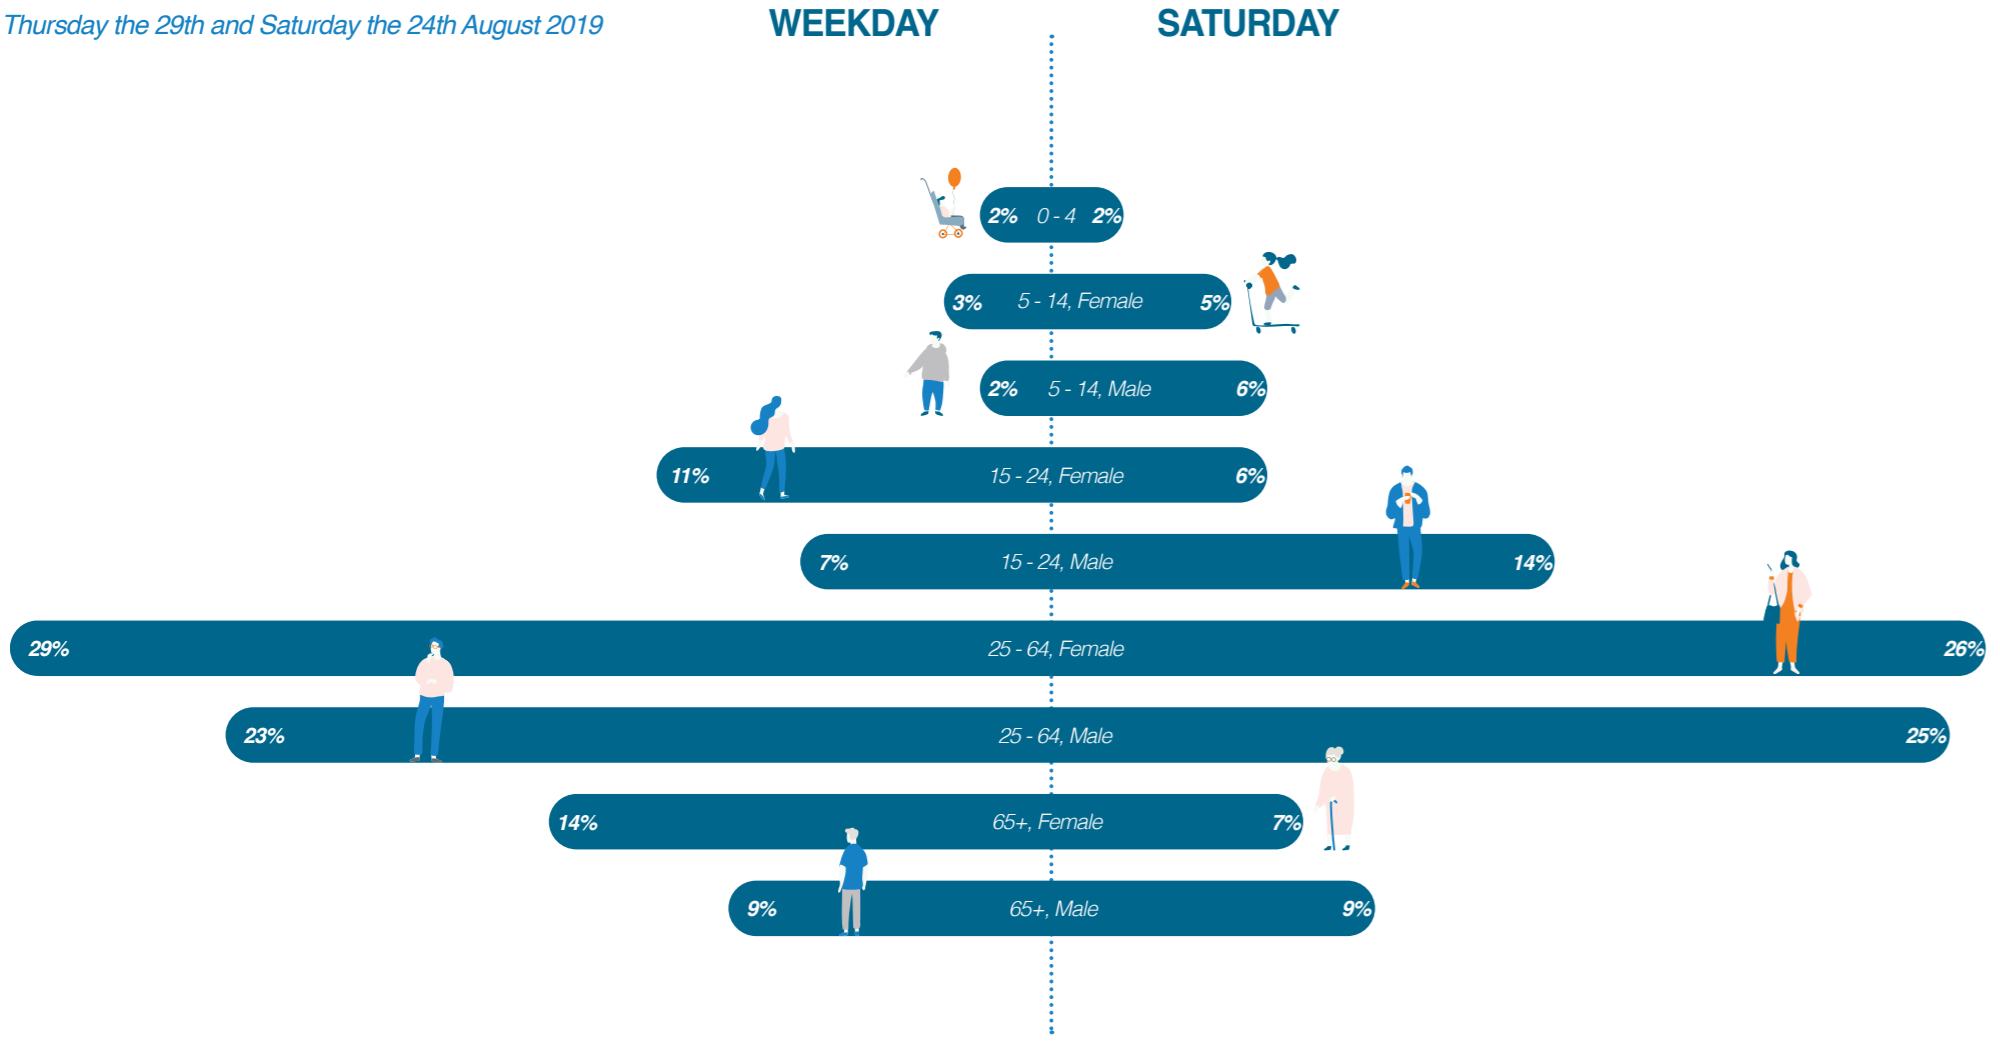 Thursday the 29th and Saturday the 24th August 2019
WEEKDAY SATURDAY
2% 0 - 4 2%
3% 5 - 14, Female 5%
2% 5 - 14, Male 6%
11% 15 - 24, Female 6%
7% 15 - 24, Male 14%
29% 25 - 64, Female 26%
23% 25 - 64, Male 25%
14% 65+, Female 7%
9% 65+, Male 9%